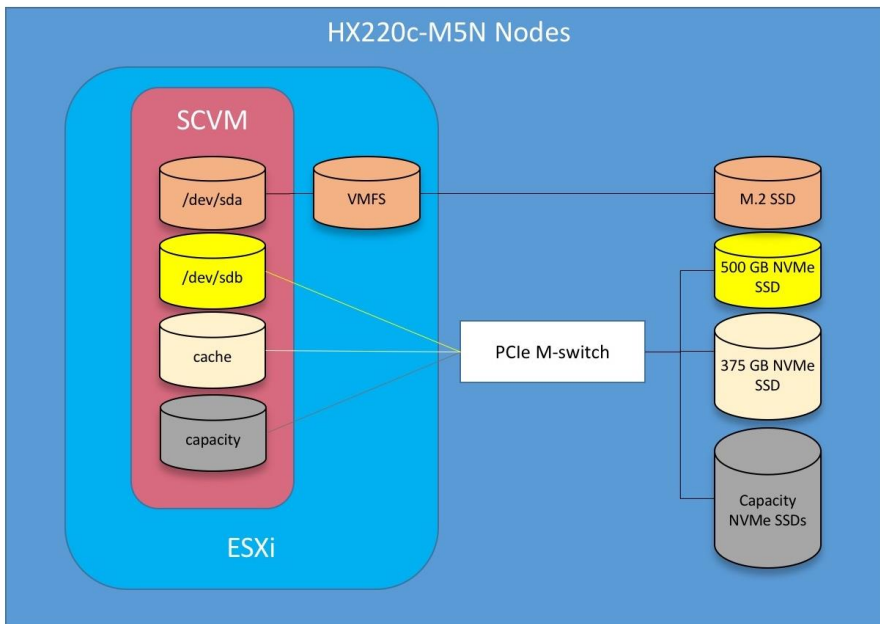 HX220c-M5N Nodes
SCVM
/dev/sda
VMFS
M.2 SSD
/dev/sdb
500 GB NVMe
SSD
cache
PCIe M-switch
375 GB NVMe
SSD
capacity
Capacity
NVMe SSDs
ESXi